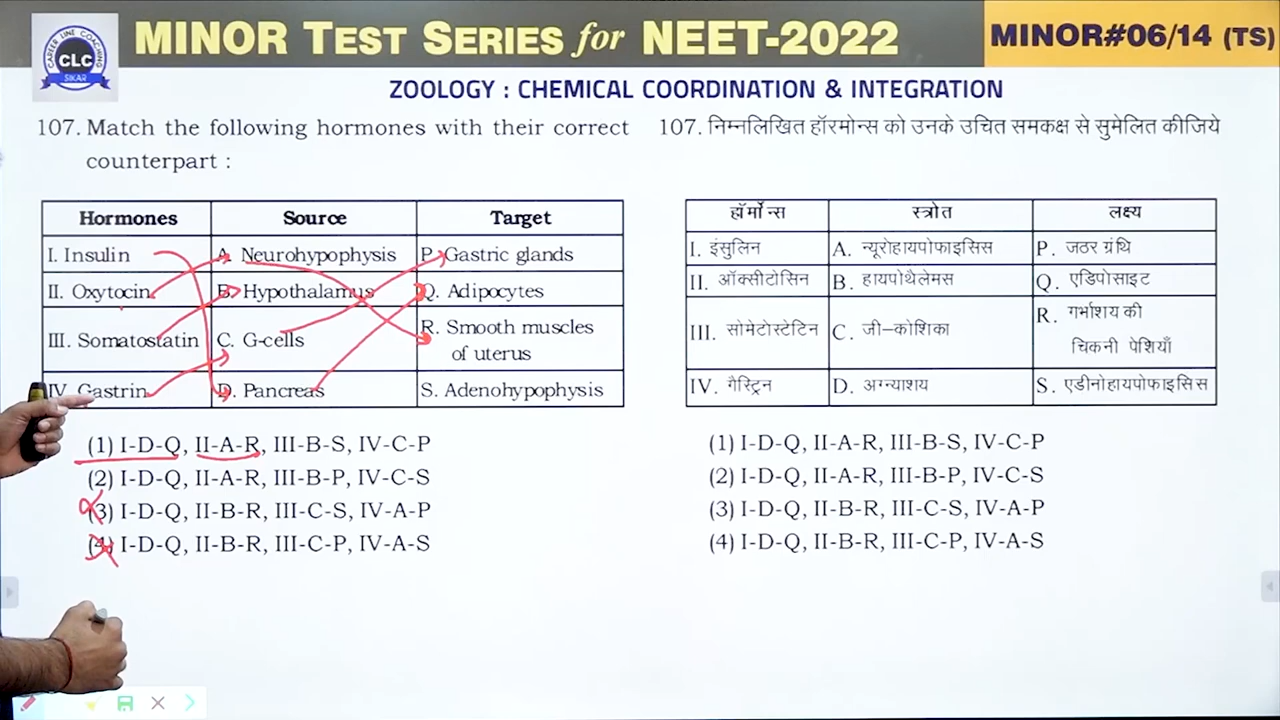 CAREER LINE COACHING
CLC
SIKAR
MINOR TEST SERIES for NEET-2022
MINOR#06/14 (TS)
ZOOLOGY : CHEMICAL COORDINATION & INTEGRATION
107. Match the following hormones with their correct
counterpart :
Hormones Source Target
I. Insulin A. Neurohypophysis P. Gastric glands
II. Oxytocin B. Hypothalamus Q. Adipocytes
III. Somatostatin C. G-cells R. Smooth muscles
of uterus
IV. Gastrin D. Pancreas S. Adenohypophysis
(1) I-D-Q, II-A-R, III-B-S, IV-C-P
(2) I-D-Q, II-A-R, III-B-P, IV-C-S
(3) I-D-Q, II-B-R, III-C-S, IV-A-P
(4) I-D-Q, II-B-R, III-C-P, IV-A-S
107. निम्नलिखित हॉरमोन्स को उनके उचित समकक्ष से सुमेलित कीजिये
हॉर्मोन्स स्त्रोत लक्ष्य
I. इंसुलिन A. न्यूरोहायपोफाइसिस P. जठर ग्रंथि
II. ऑक्सीटोसिन B. हायपोथैलेमस Q. एडिपोसाइट
III. सोमेटोस्टेटिन C. जी-कोशिका R. गर्भाशय की
चिकनी पेशियाँ
IV. गैस्ट्रिन D. अग्न्याशय S. एडीनोहायपोफाइसिस
(1) I-D-Q, II-A-R, III-B-S, IV-C-P
(2) I-D-Q, II-A-R, III-B-P, IV-C-S
(3) I-D-Q, II-B-R, III-C-S, IV-A-P
(4) I-D-Q, II-B-R, III-C-P, IV-A-S